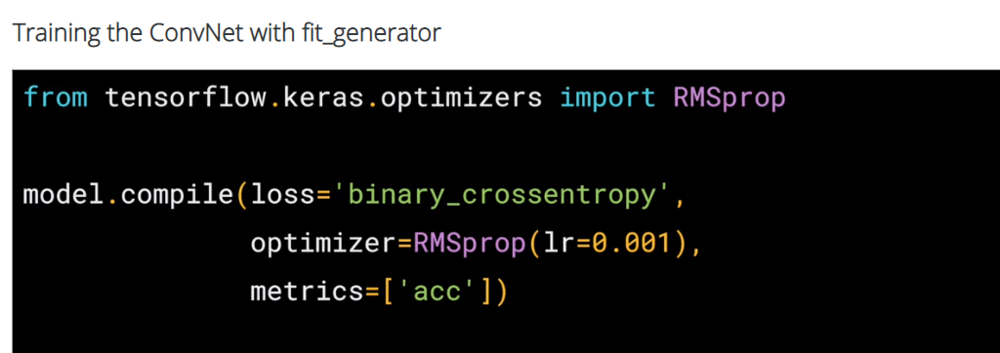 Training the ConvNet with fit_generator
from tensorflow.keras.optimizers import RMSprop
model.compile(loss='binary_crossentropy',
optimizer=RMSprop(lr=0.001),
metrics=['acc'])